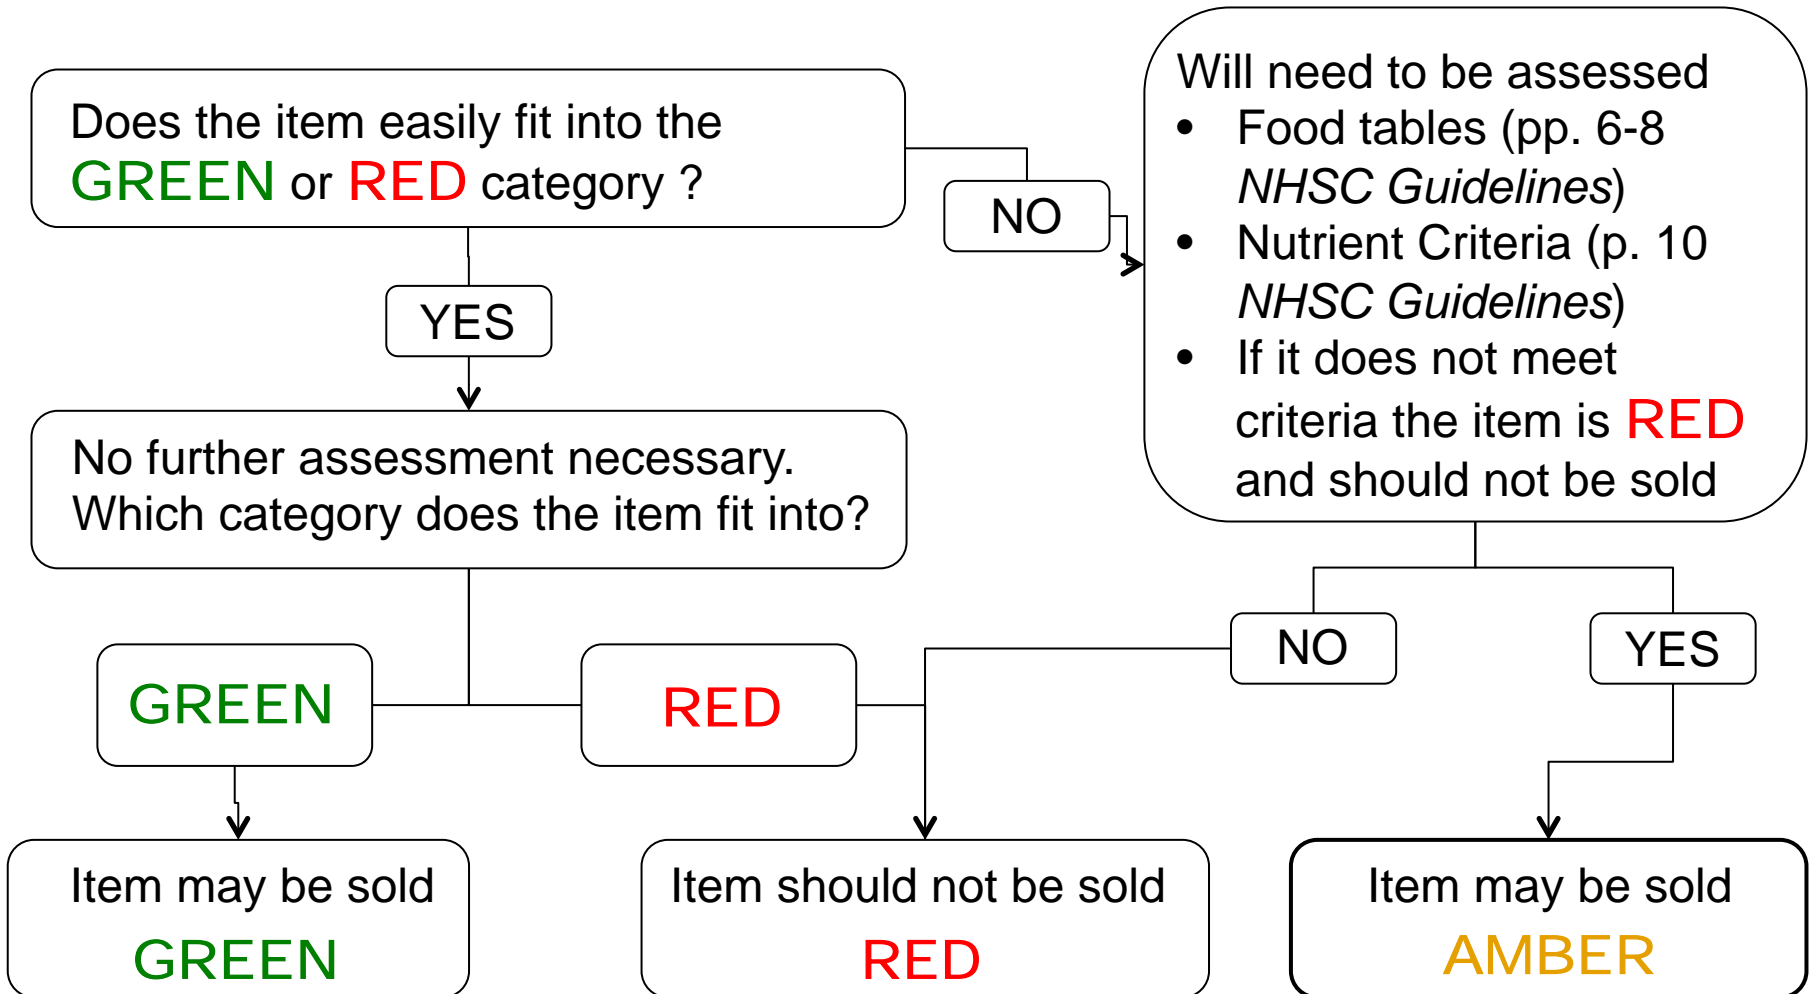 Does the item easily fit into the
GREEN or RED category ?
NO
Will need to be assessed
• Food tables (pp. 6-8
NHSC Guidelines)
• Nutrient Criteria (p. 10
NHSC Guidelines)
• If it does not meet
criteria the item is RED
and should not be sold
YES
No further assessment necessary.
Which category does the item fit into?
NO
YES
GREEN
RED
Item may be sold
GREEN
Item should not be sold
RED
Item may be sold
AMBER